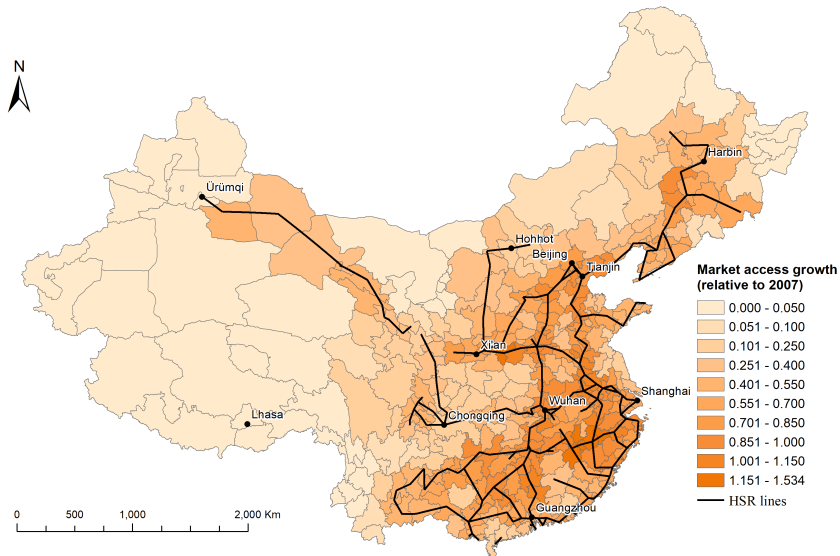 N
Harbin
Ürümqi
Hohhot
Beijing
Tianjin
Xi'an
Shanghai
Wuhan
Lhasa
Chongqing
Guangzhou
Market access growth
(relative to 2007)
0.000 - 0.050
0.051 - 0.100
0.101 - 0.250
0.251 - 0.400
0.401 - 0.550
0.551 - 0.700
0.701 - 0.850
0.851 - 1.000
1.001 - 1.150
1.151 - 1.534
HSR lines
0 500 1,000 2,000 Km